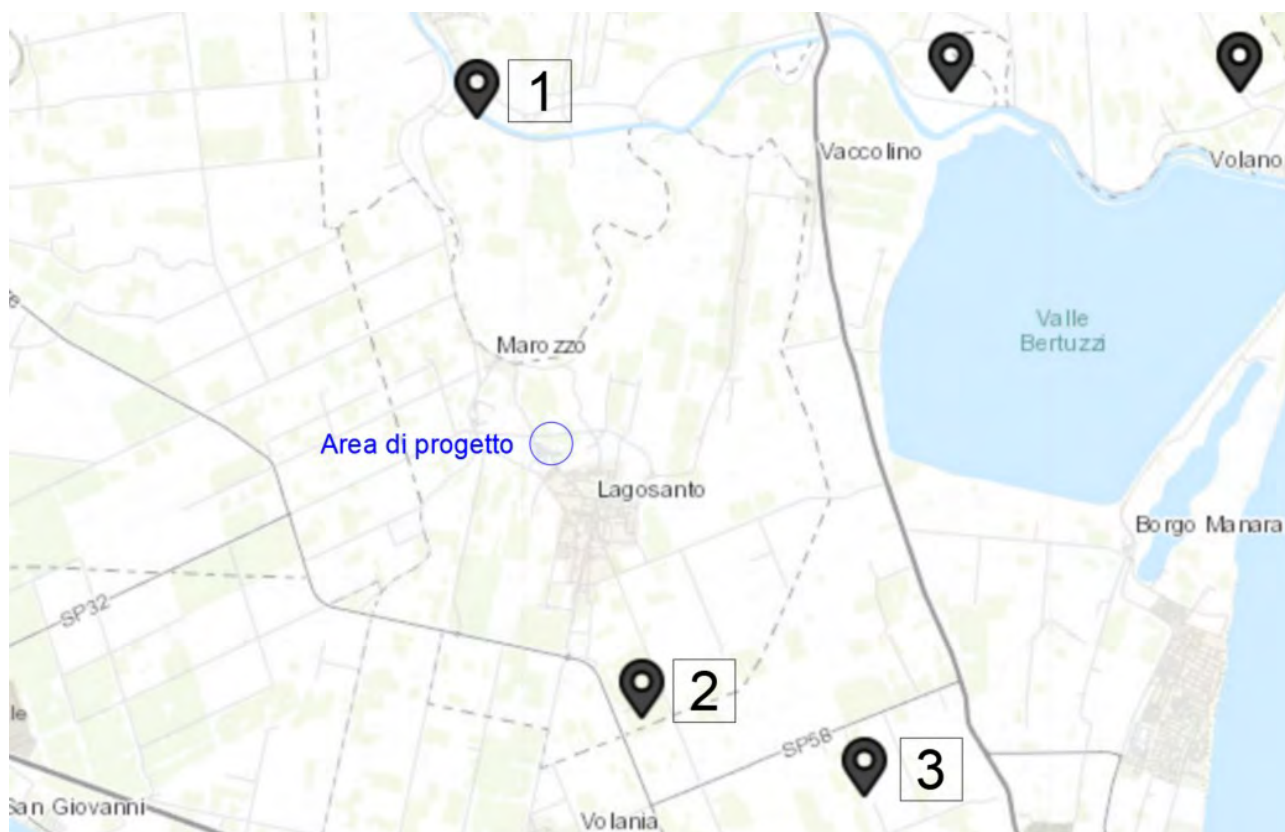 1
Vaccolino
Volano
Valle
Bertuzzi
Marozzo
Area di progetto
Lagosanto
Borgo Manara
SP32
2
SP58
3
San Giovanni
Volania